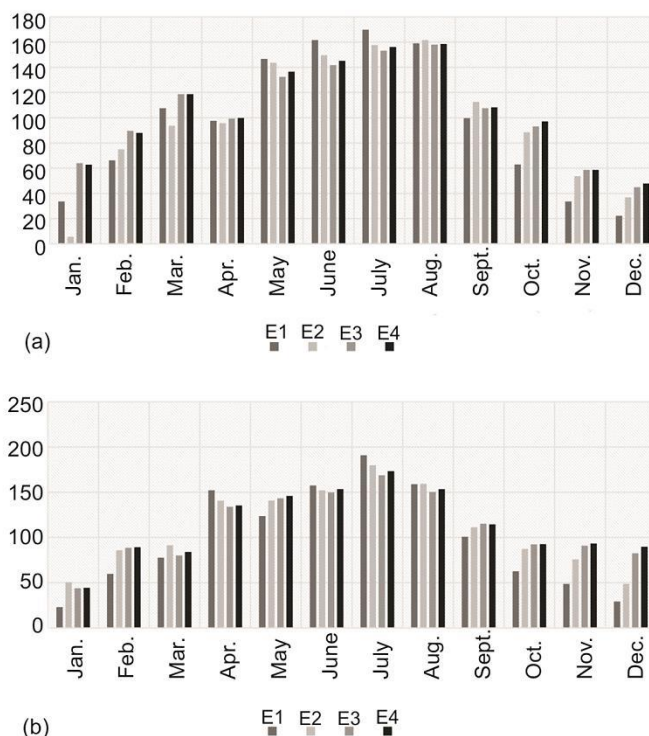 180
160
140
120
100
80
60
40
20
0
Jan. Feb. Mar. Apr. May June July Aug. Sept. Oct. Nov. Dec.
(a)
E1 E2 E3 E4
250
200
150
100
50
0
Jan. Feb. Mar. Apr. May June July Aug. Sept. Oct. Nov. Dec.
(b)
E1 E2 E3 E4